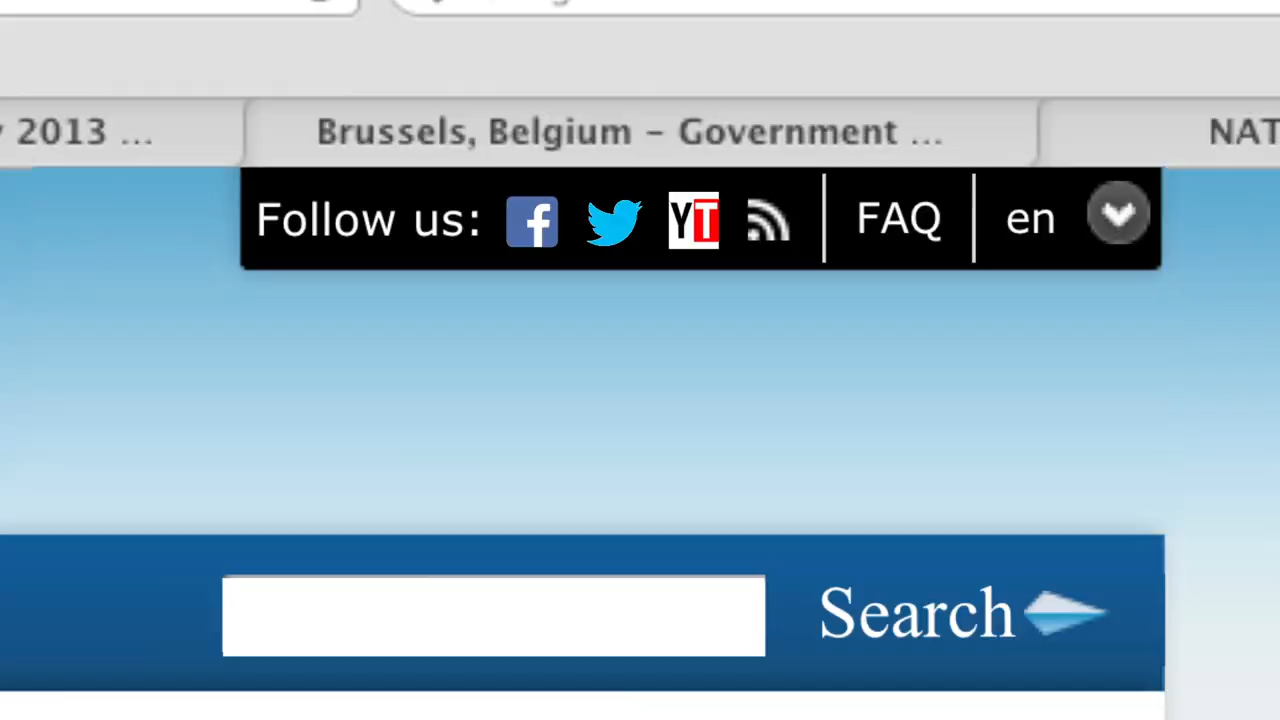 y 2013 ...
Brussels, Belgium – Government ...
NAT
Follow us:
f
YT
FAQ
en
Search